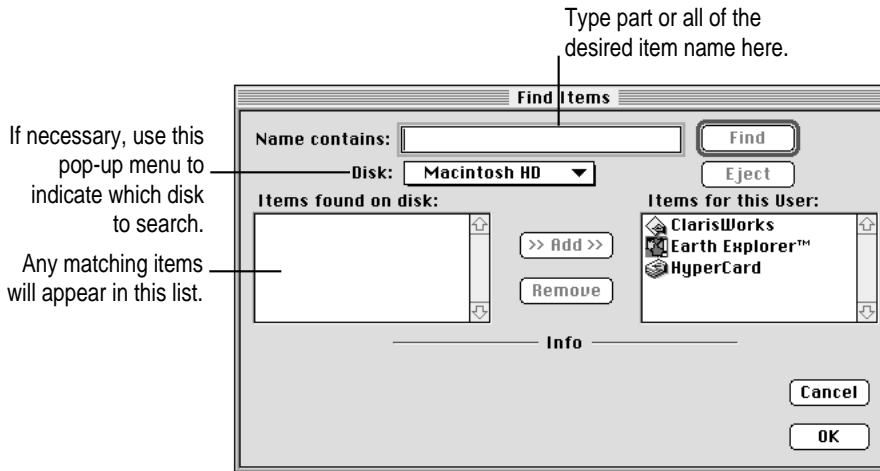 Type part or all of the
desired item name here.
Find Items
If necessary, use this
pop-up menu to
indicate which disk
to search.
Name contains:
Find
Disk:
Macintosh HD
Eject
Items found on disk:
Items for this User:
Any matching items
will appear in this list.
>> Add >>
Remove
ClarisWorks
Earth Explorer™
HyperCard
Info
Cancel
OK